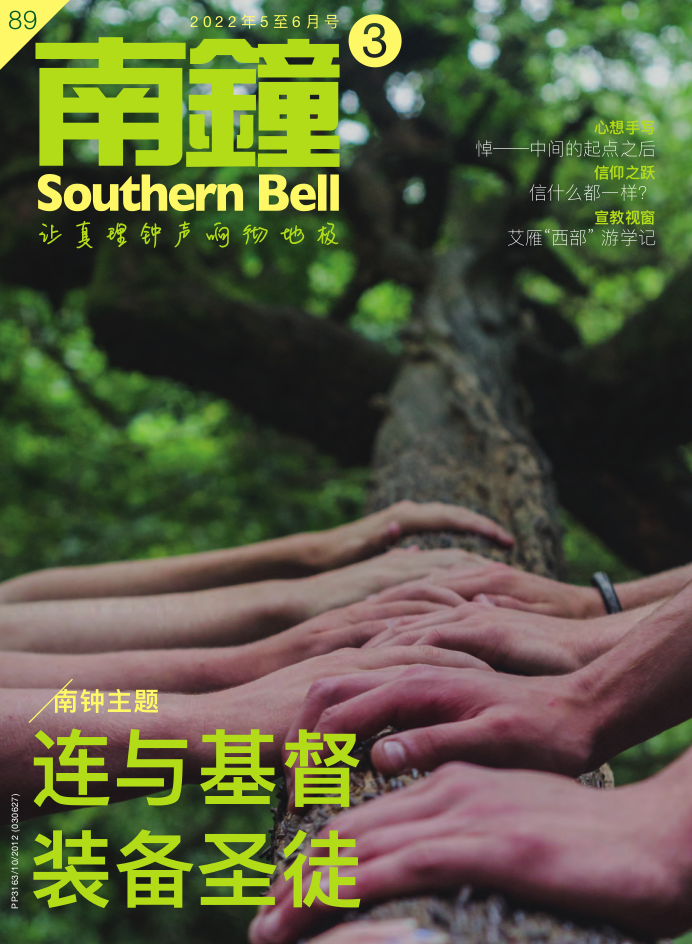 89
2022年5至6月号
3
南鐘
Southern Bell
让真理钟声响彻地极
心想手写
悼——中间的起点之后
信仰之跃
信什么都一样？
宣教视窗
艾雁“西部” 游学记
南钟主题
连与基督
装备圣徒
PP3163/10/2012 (030627)